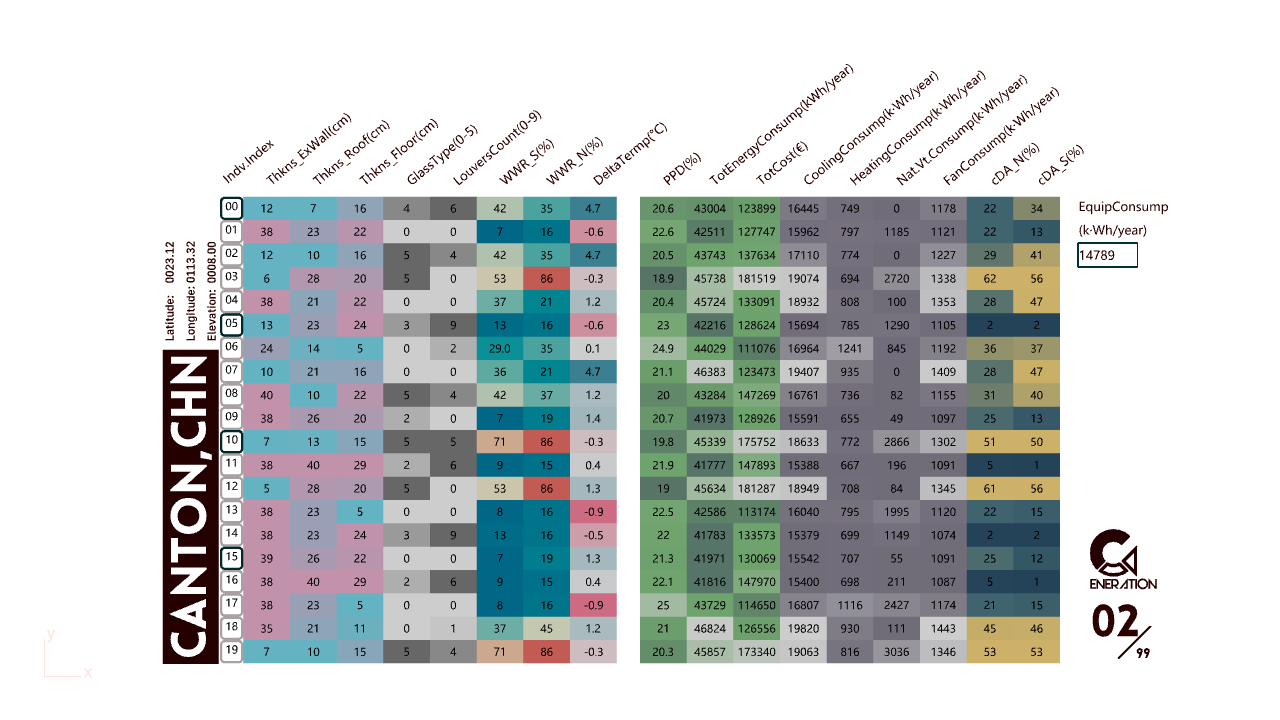 Indv.Index Thkns_ExWall(cm) Thkns_Roof(cm) Thkns_Floor(cm) GlassType(0-5) LouversCount(0-9) WWR_S(%) WWR_N(%) DeltaTermp(°C) PPD(%) TotEnergyConsump(kWh/year) TotCost(€) CoolingConsump(k·Wh/year) HeatingConsump(k·Wh/year) Nat.Vt.Consump(k·Wh/year) FanConsump(k·Wh/year) cDA_N(%) cDA_S(%)
00 12 7 16 4 6 42 35 4.7 20.6 43004 123899 16445 749 0 1178 22 34
01 38 23 22 0 0 7 16 -0.6 22.6 42511 127747 15962 797 1185 1121 22 13
02 12 10 16 5 4 42 35 4.7 20.5 43743 137634 17110 774 0 1227 29 41
03 6 28 20 5 0 53 86 -0.3 18.9 45738 181519 19074 694 2720 1338 62 56
04 38 21 22 0 0 37 21 1.2 20.4 45724 133091 18932 808 100 1353 28 47
05 13 23 24 3 9 13 16 -0.6 23 42216 128624 15694 785 1290 1105 2 2
06 24 14 5 0 2 29.0 35 0.1 24.9 44029 111076 16964 1241 845 1192 36 37
07 10 21 16 0 0 36 21 4.7 21.1 46383 123473 19407 935 0 1409 28 47
08 40 10 22 5 4 42 37 1.2 20 43284 147269 16761 736 82 1155 31 40
09 38 26 20 2 0 7 19 1.4 20.7 41973 128926 15591 655 49 1097 25 13
10 7 13 15 5 5 71 86 -0.3 19.8 45339 175752 18633 772 2866 1302 51 50
11 38 40 29 2 6 9 15 0.4 21.9 41777 147893 15388 667 196 1091 5 1
12 5 28 20 5 0 53 86 1.3 19 45634 181287 18949 708 84 1345 61 56
13 38 23 5 0 0 8 16 -0.9 22.5 42586 113174 16040 795 1995 1120 22 15
14 38 23 24 3 9 13 16 -0.5 22 41783 133573 15379 699 1149 1074 2 2
15 39 26 22 0 0 7 19 1.3 21.3 41971 130069 15542 707 55 1091 25 12
16 38 40 29 2 6 9 15 0.4 22.1 41816 147970 15400 698 211 1087 5 1
17 38 23 5 0 0 8 16 -0.9 25 43729 114650 16807 1116 2427 1174 21 15
18 35 21 11 0 1 37 45 1.2 21 46824 126556 19820 930 111 1443 45 46
19 7 10 15 5 4 71 86 -0.3 20.3 45857 173340 19063 816 3036 1346 53 53
Latitude: 0023.12
Longitude: 0113.32
Elevation: 0008.00
CANTON,CHN
EquipConsump
(k·Wh/year)
14789
ENERATION
02/99
y
x